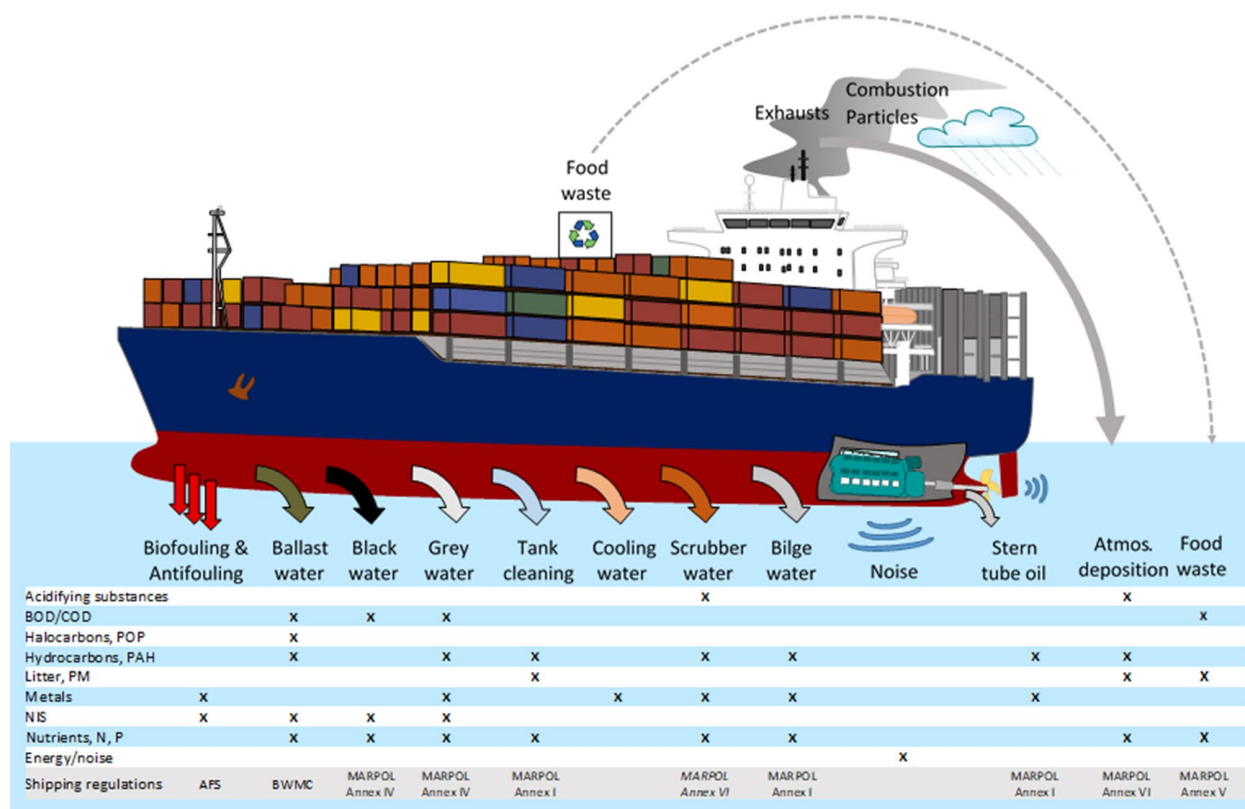 Combustion
Exhausts Particles
Food
waste
Biofouling & Antifouling Ballast water Black water Grey water Tank cleaning Cooling water Scrubber water Bilge water Noise Stern tube oil Atmos. deposition Food waste
Acidifying substances x x
BOD/COD x x x x
Halocarbons, POP x
Hydrocarbons, PAH x x x x x x x
Litter, PM x x x
Metals x x x x x x
NIS x x x x
Nutrients, N, P x x x x x x x x
Energy/noise x
Shipping regulations AFS BWMC MARPOL Annex IV MARPOL Annex IV MARPOL Annex I MARPOL Annex VI MARPOL Annex I MARPOL Annex I MARPOL Annex VI MARPOL Annex V